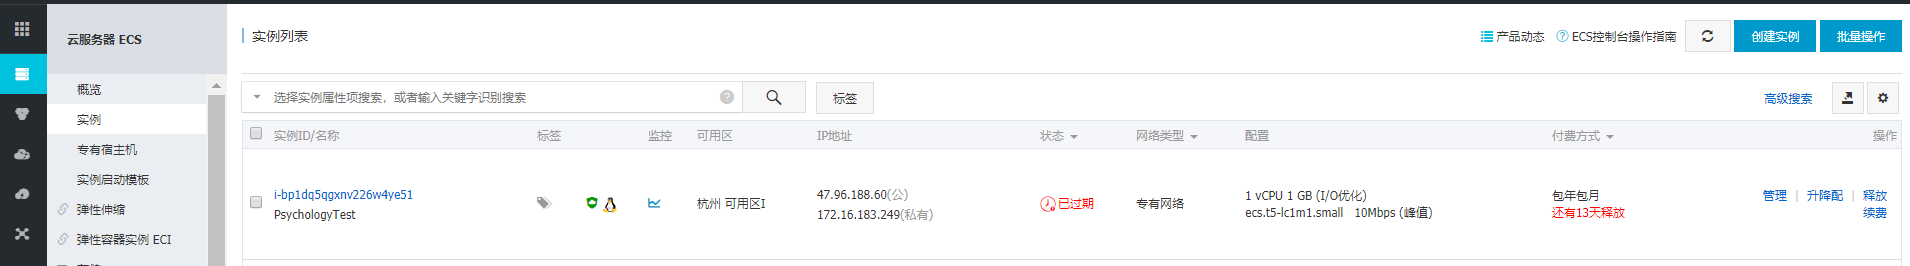 云服务器 ECS
概览
实例
专有宿主机
实例启动模板
弹性伸缩
弹性容器实例 ECI
实例列表
产品动态
ECS控制台操作指南
创建实例
批量操作
选择实例属性项搜索，或者输入关键字识别搜索
标签
高级搜索
实例ID/名称 标签 监控 可用区 IP地址 状态 网络类型 配置 付费方式 操作
i-bp1dq5qgxnv226w4ye51
PsychologyTest
杭州 可用区I
47.96.188.60(公)
172.16.183.249(私有)
已过期
专有网络
1 vCPU 1 GB (I/O优化)
ecs.t5-lc1m1.small 10Mbps (峰值)
包年包月
还有13天释放
管理 | 升降配 | 释放
续费